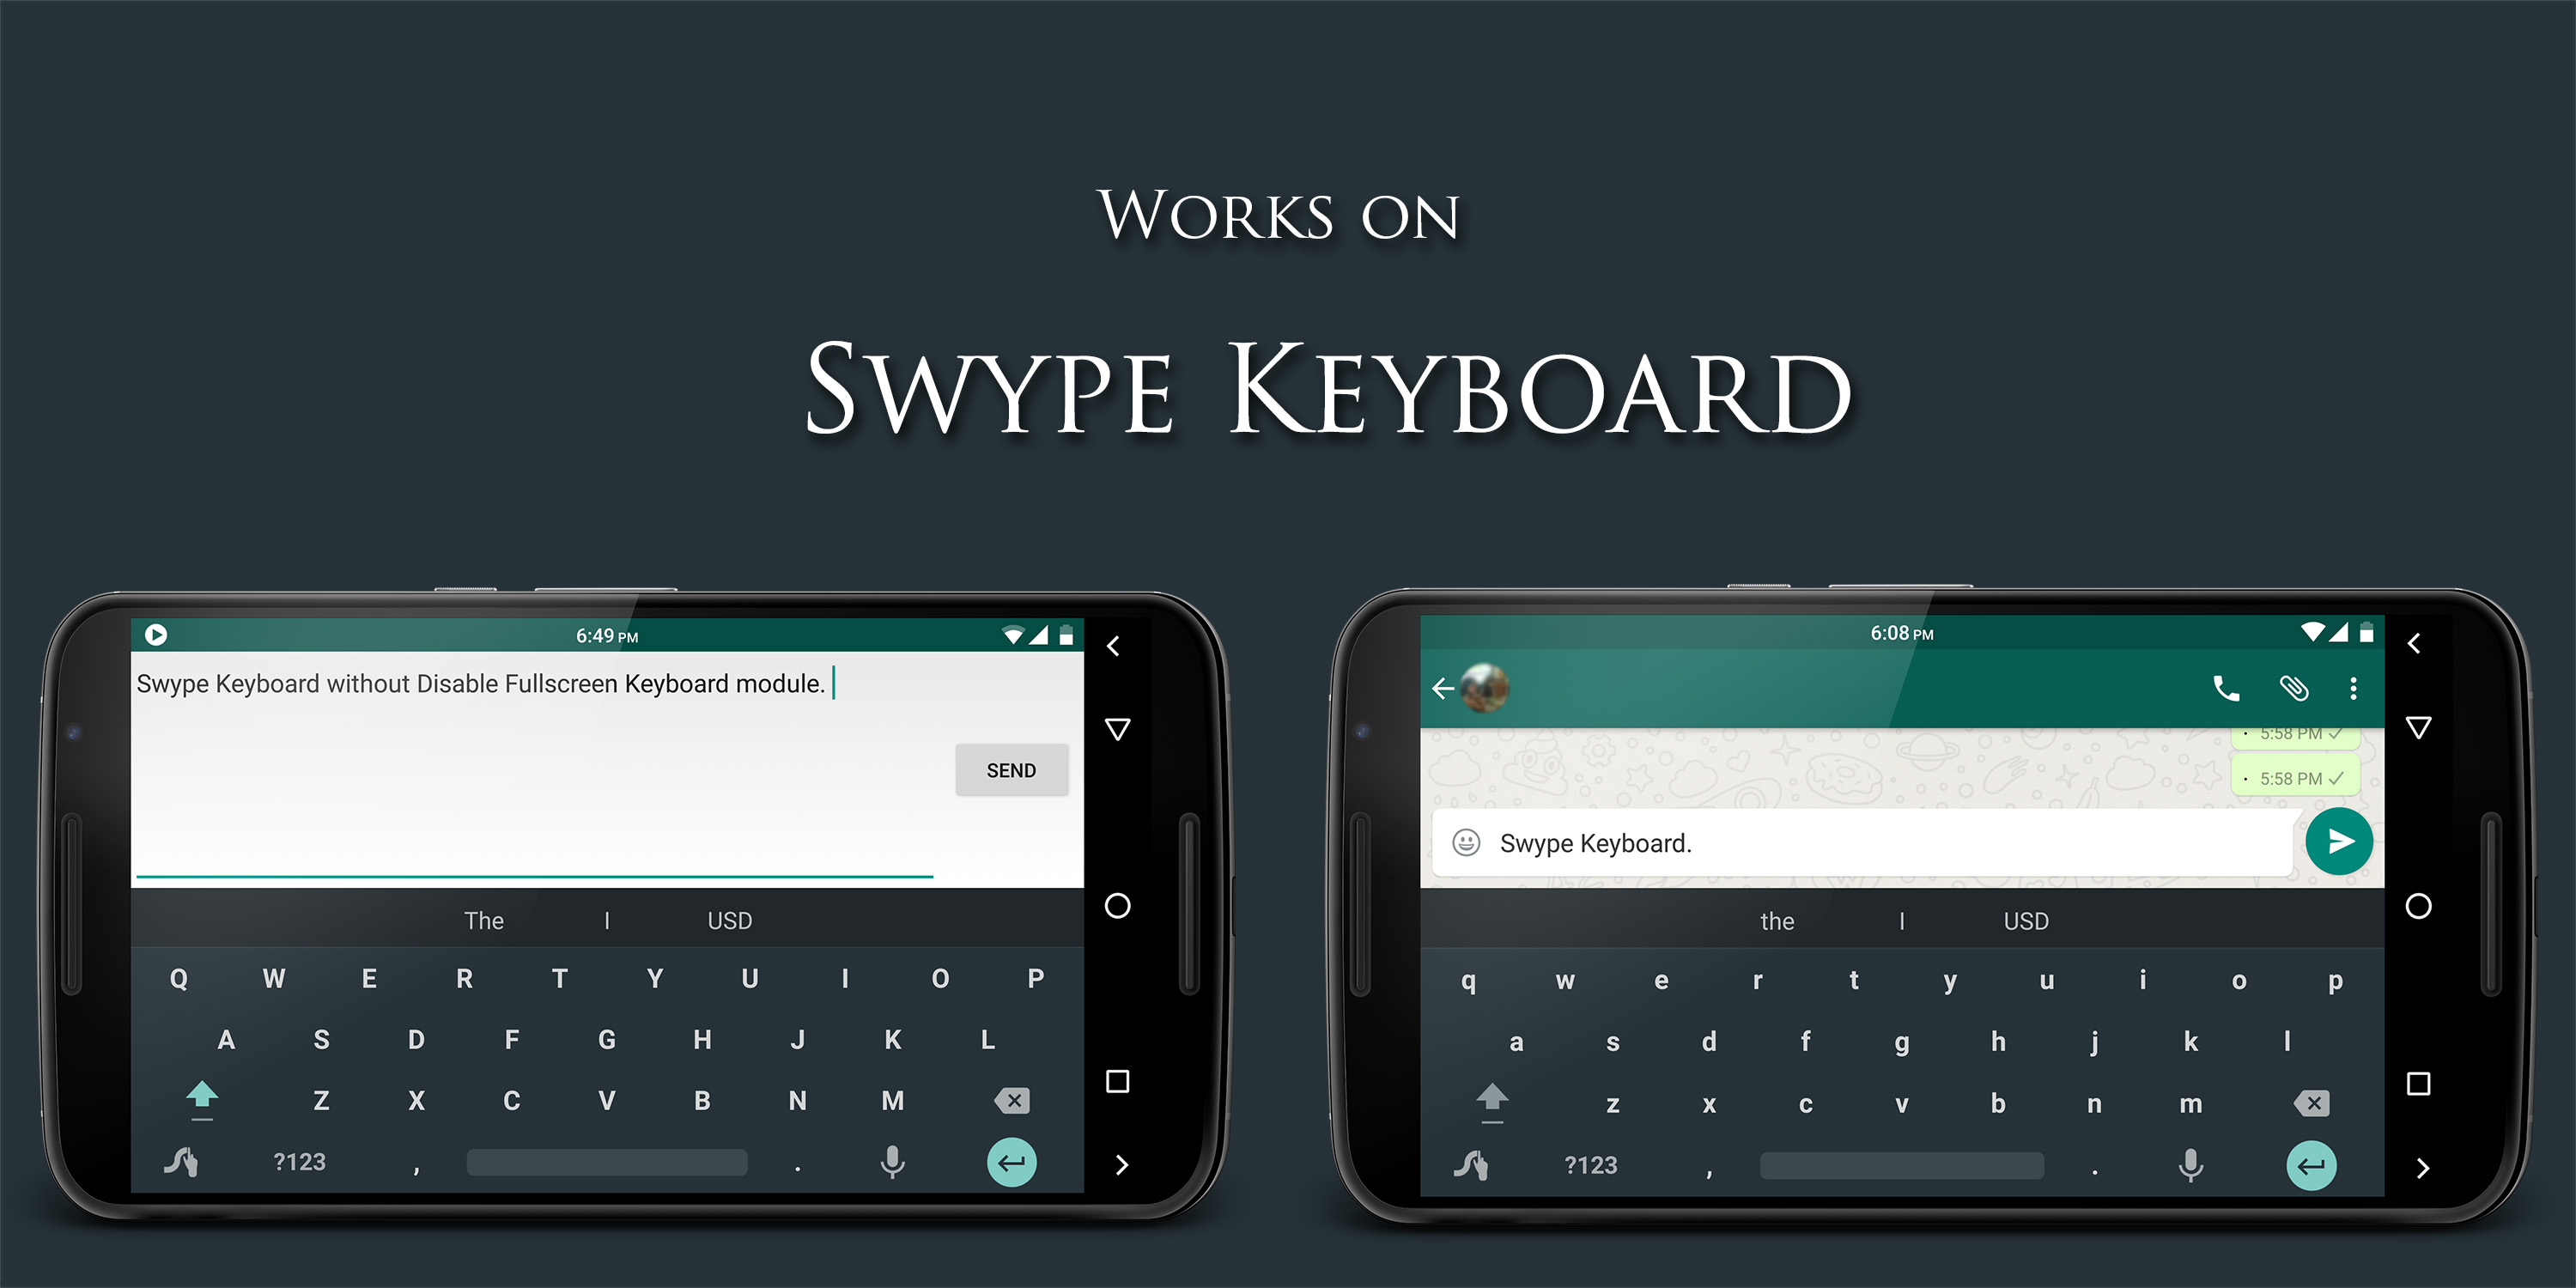 WORKS ON
SWYPE KEYBOARD
6:49 PM
Swype Keyboard without Disable Fullscreen Keyboard module.
SEND
The I USD
Q W E R T Y U I O P
A S D F G H J K L
Z X C V B N M
?123 , .
6:08 PM
5:58 PM
5:58 PM
Swype Keyboard.
the I USD
q w e r t y u i o p
a s d f g h j k l
z x c v b n m
?123 , .